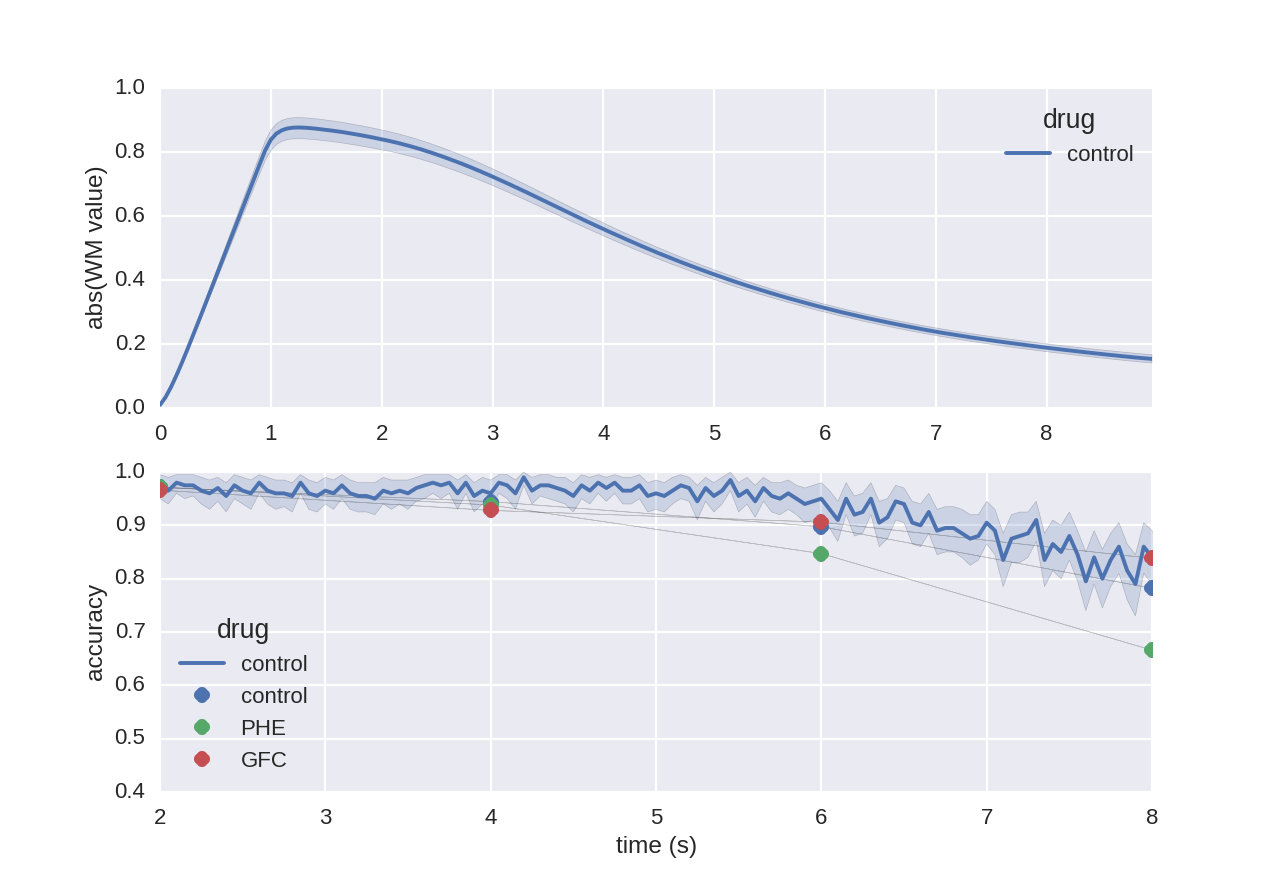 1.0
0.8
0.6
0.4
0.2
0.0
abs(WM value)
drug
control
0 1 2 3 4 5 6 7 8
1.0
0.9
0.8
0.7
0.6
0.5
0.4
accuracy
drug
control
control
PHE
GFC
2 3 4 5 6 7 8
time (s)